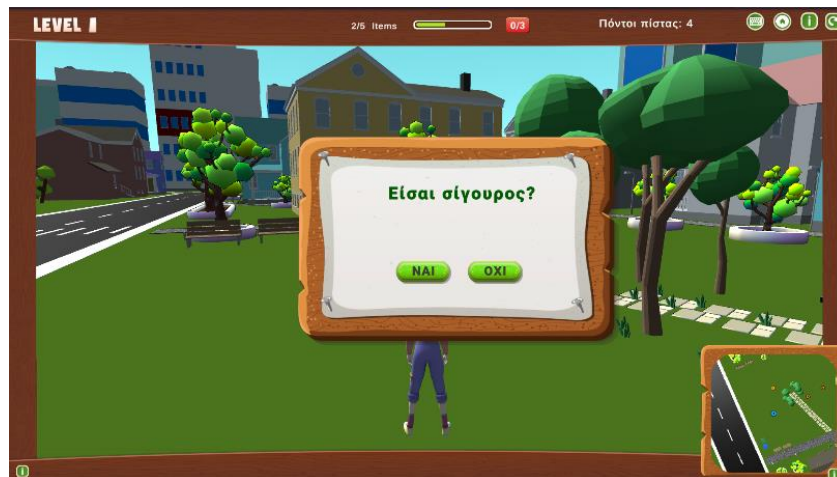 LEVEL 1
2/5 Items
0/3
Πόντοι πίστας: 4
Είσαι σίγουρος?
ΝΑΙ
ΟΧΙ